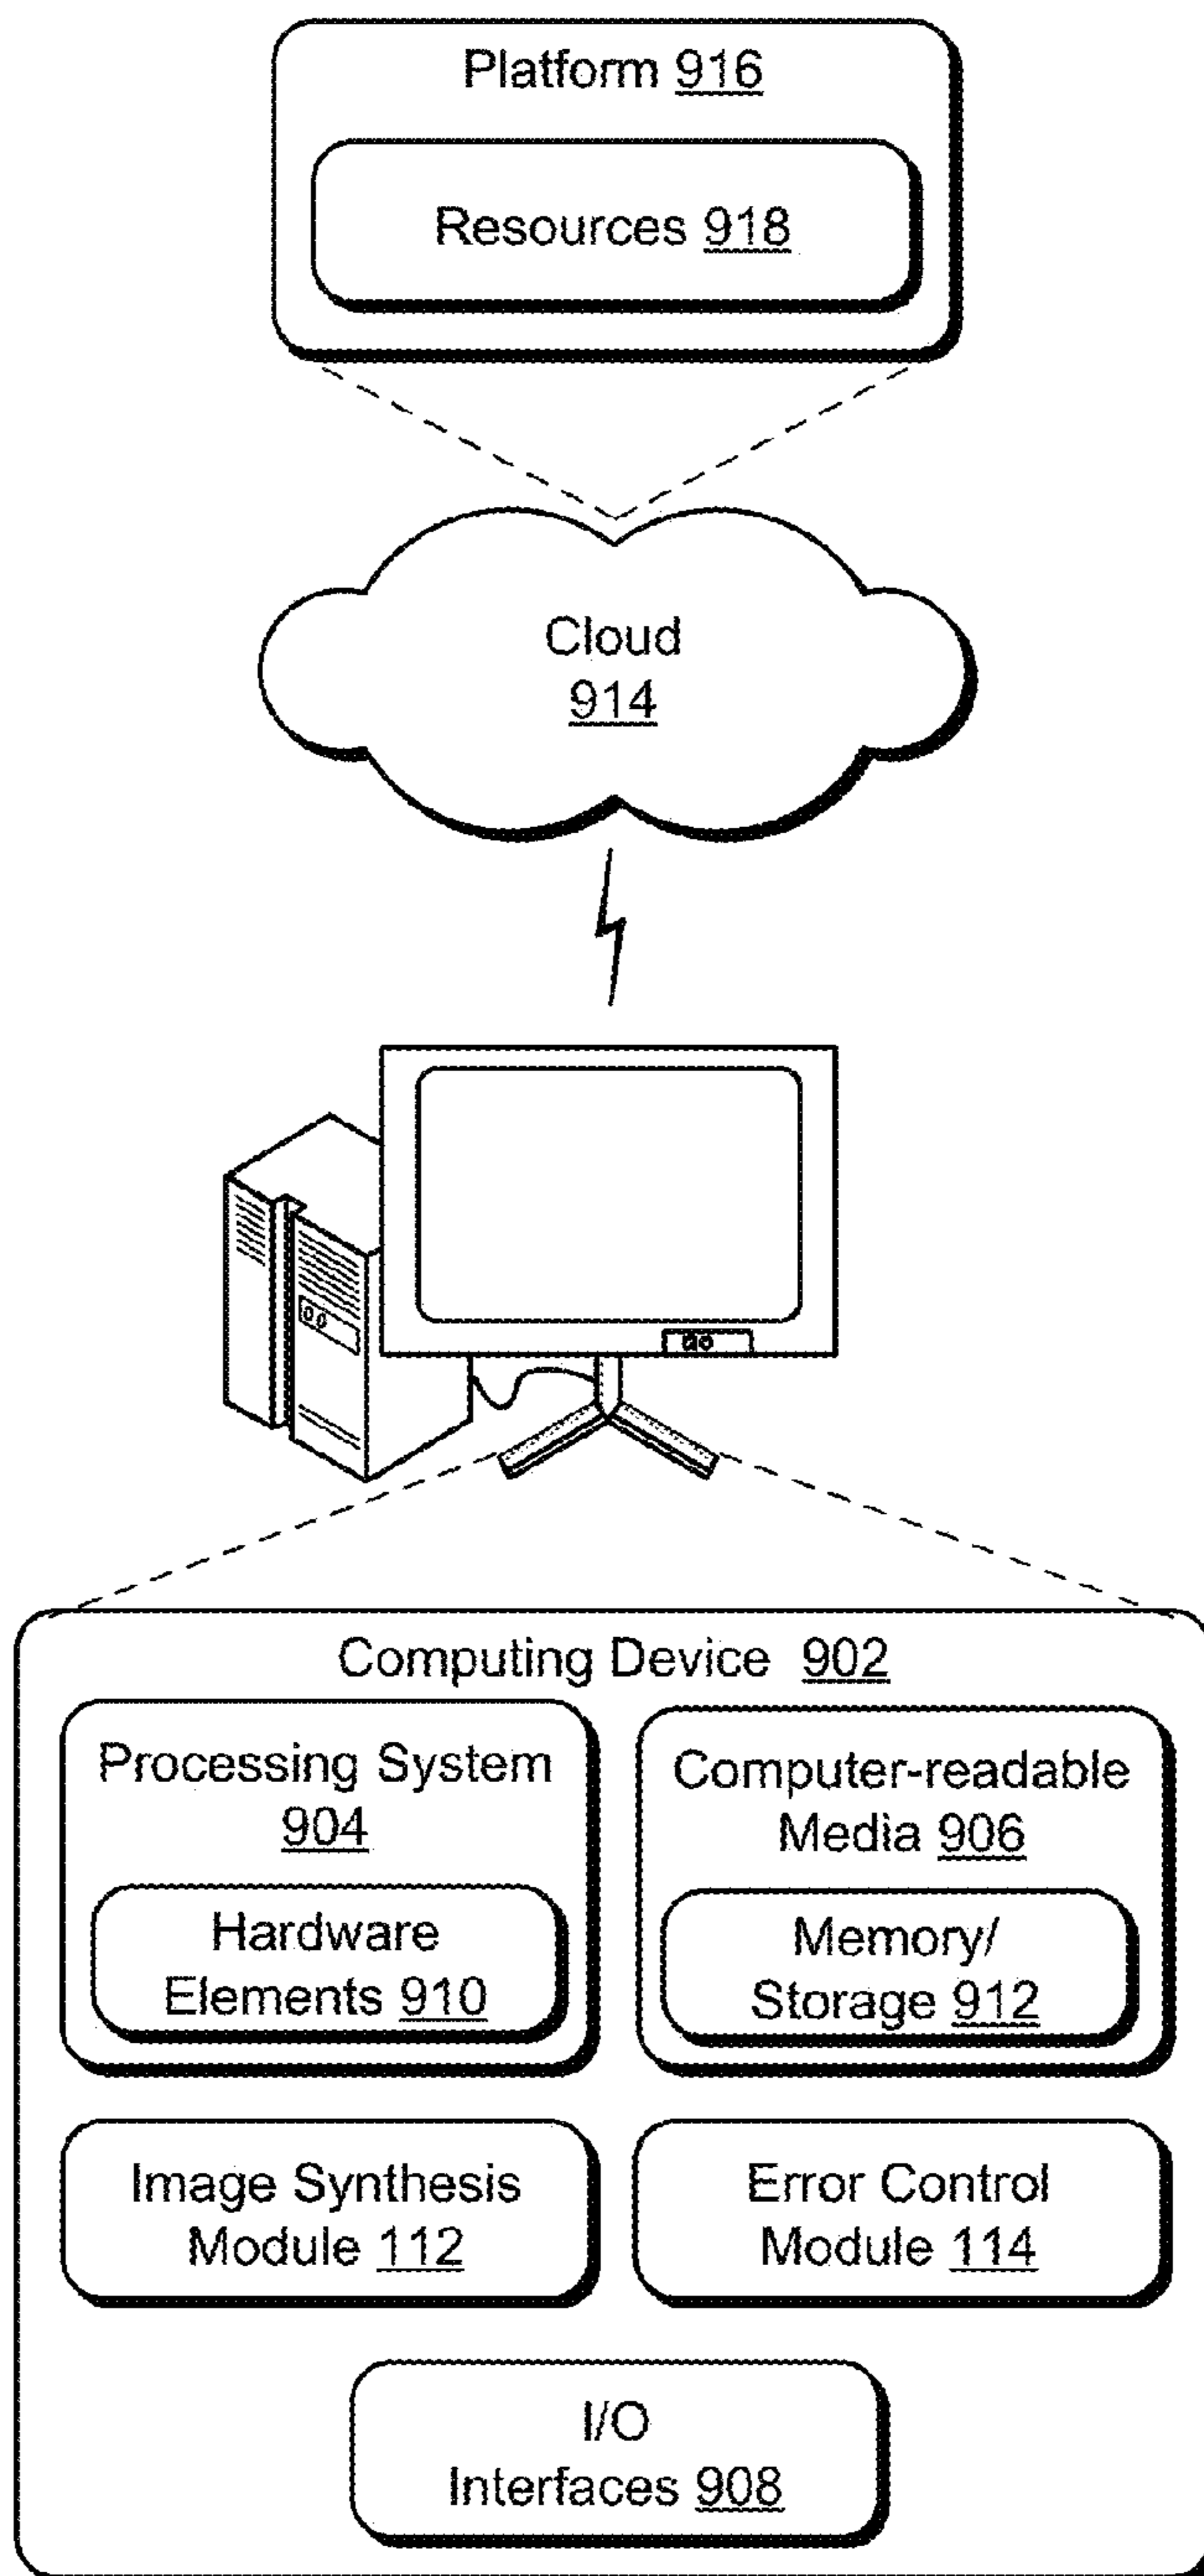 Platform 916
Resources 918
Cloud
914
Computing Device 902
Processing System
904
Hardware
Elements 910
Computer-readable
Media 906
Memory/
Storage 912
Image Synthesis
Module 112
Error Control
Module 114
I/O
Interfaces 908